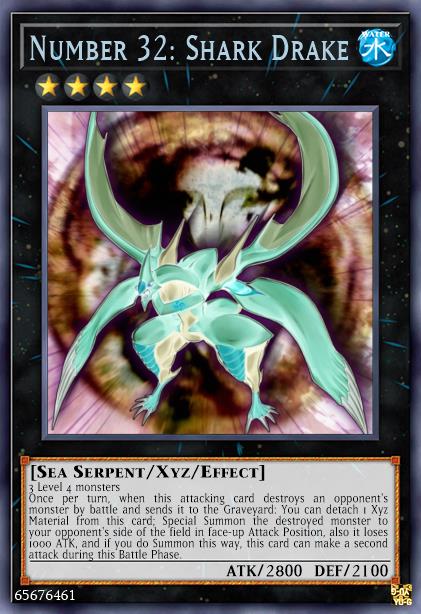 Number 32: Shark Drake
WATER
水
[Sea Serpent/Xyz/Effect]
3 Level 4 monsters
Once per turn, when this attacking card destroys an opponent's
monster by battle and sends it to the Graveyard: You can detach 1 Xyz
Material from this card; Special Summon the destroyed monster to
your opponent's side of the field in face-up Attack Position, also it loses
1000 ATK, and if you do Summon this way, this card can make a second
attack during this Battle Phase.
ATK/2800 DEF/2100
65676461